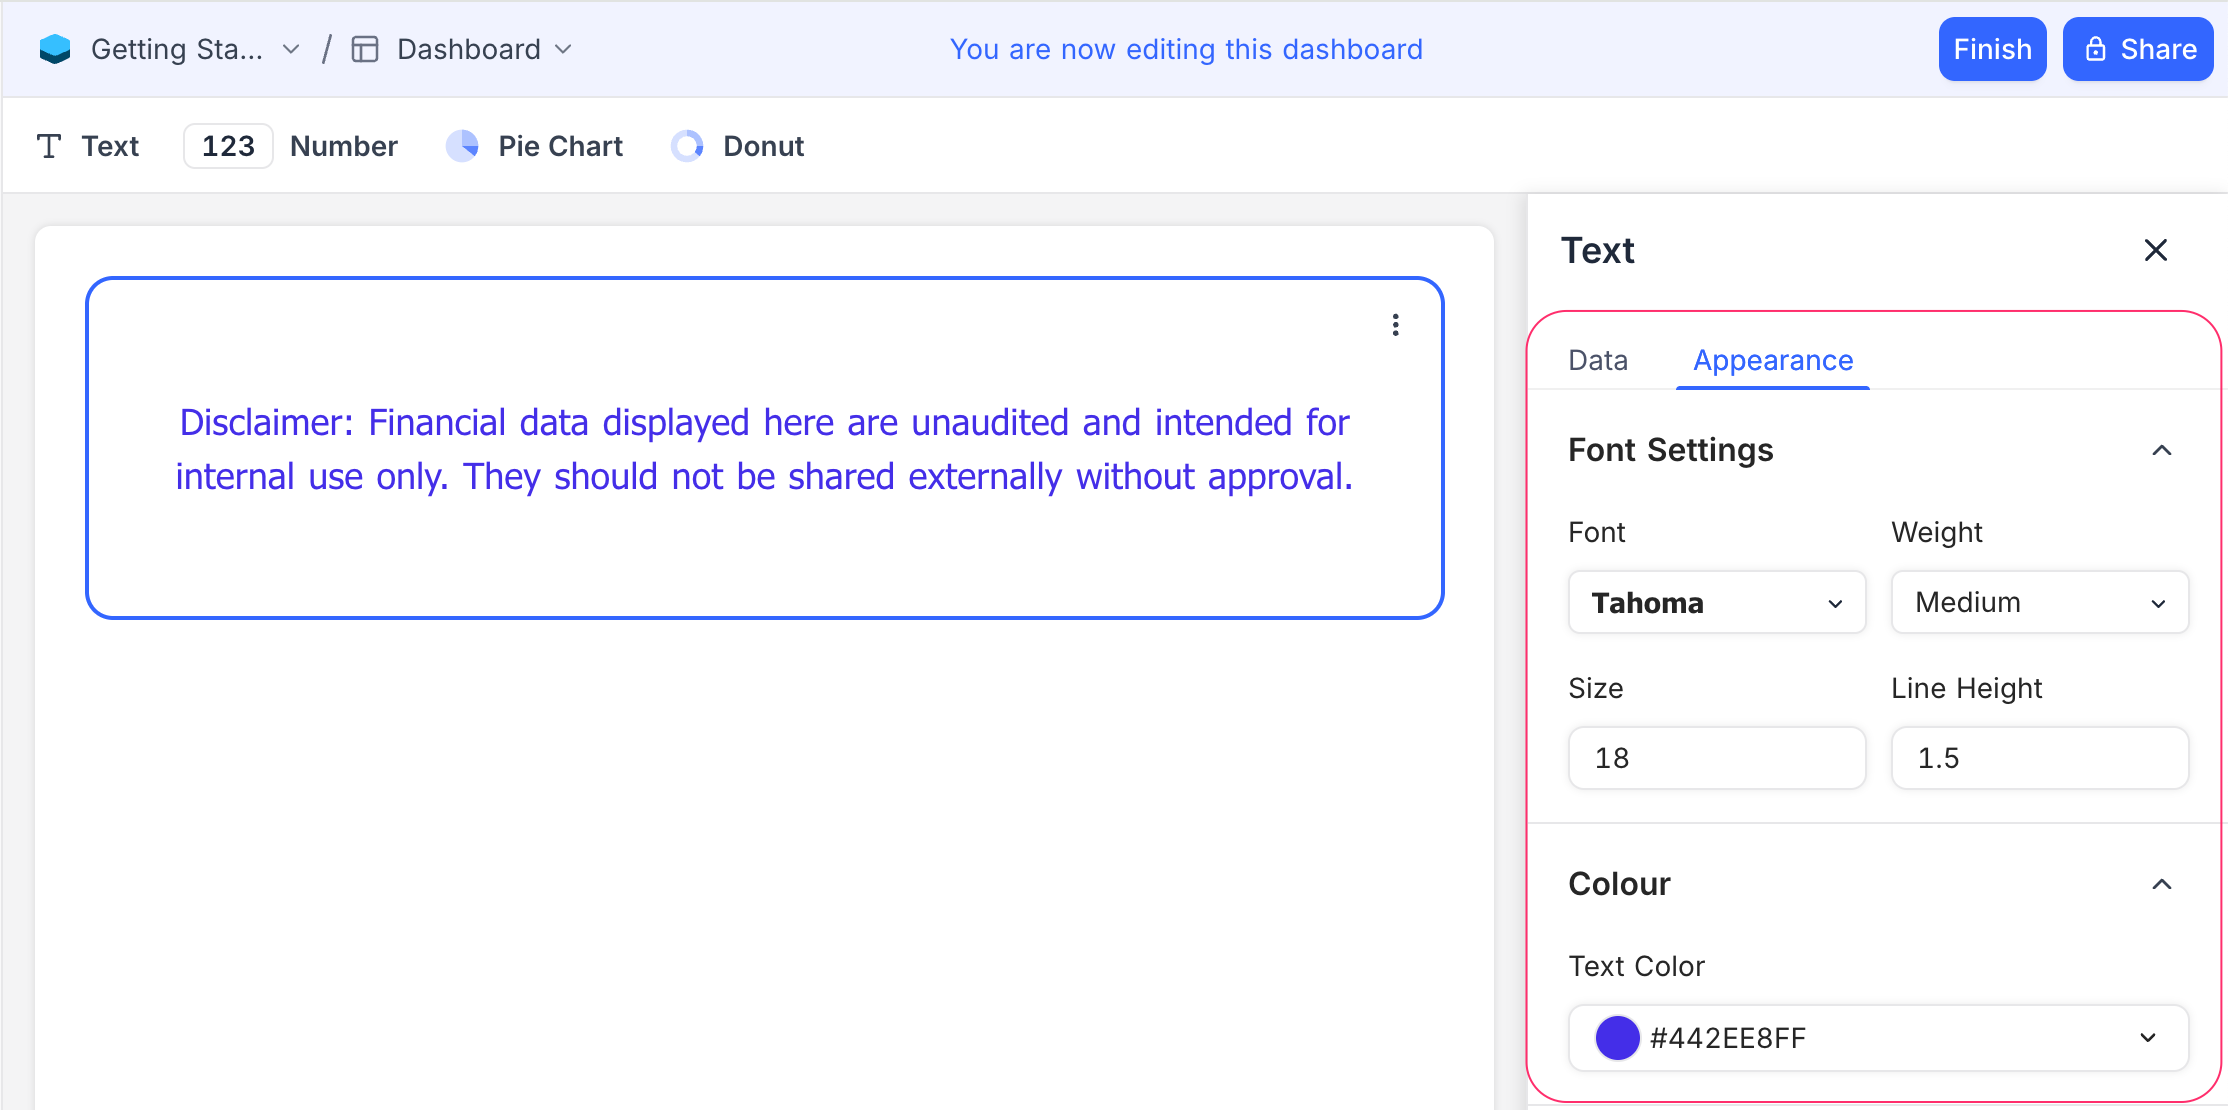 Getting Sta... / Dashboard
You are now editing this dashboard
Finish
Share
Text
123 Number
Pie Chart
Donut
Disclaimer: Financial data displayed here are unaudited and intended for
internal use only. They should not be shared externally without approval.
Text
Data Appearance
Font Settings
Font Weight
Tahoma Medium
Size Line Height
18 1.5
Colour
Text Color
#442EE8FF